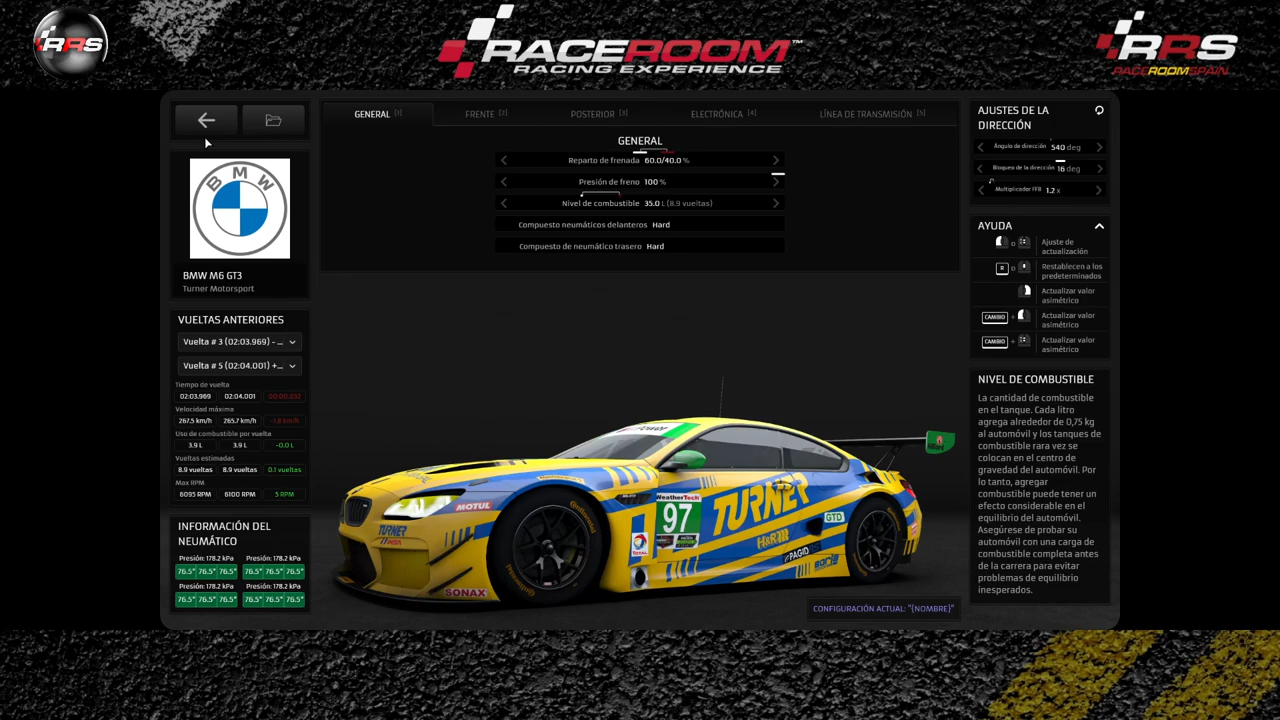 RRS
RACEROOM™
RACING EXPERIENCE
RRS
RACEROOMSPAIN
BMW
BMW M6 GT3
Turner Motorsport
VUELTAS ANTERIORES
Vuelta # 3 (02:03.969) - ...
Vuelta # 5 (02:04.001) +...
Tiempo de vuelta
02:03.969 02:04.001 00:00.032
Velocidad máxima
267.5 km/h 265.7 km/h -1.8 km/h
Uso de combustible por vuelta
3.9 L 3.9 L -0.0 L
Vueltas estimadas
8.9 vueltas 8.9 vueltas 0.1 vueltas
Max RPM
6095 RPM 6100 RPM 5 RPM
INFORMACIÓN DEL
NEUMÁTICO
Presión: 178.2 kPa Presión: 178.2 kPa
76.5° 76.5° 76.5° 76.5° 76.5° 76.5°
Presión: 178.2 kPa Presión: 178.2 kPa
76.5° 76.5° 76.5° 76.5° 76.5° 76.5°
GENERAL [1] FRENTE [2] POSTERIOR [3] ELECTRÓNICA [4] LÍNEA DE TRANSMISIÓN [5]
GENERAL
Reparto de frenada 60.0/40.0 %
Presión de freno 100 %
Nivel de combustible 35.0 L (8.9 vueltas)
Compuesto neumáticos delanteros Hard
Compuesto de neumático trasero Hard
MOTUL
TURNER
IMSA
SONAX
Continental
TOTAL
WeatherTech
97
TURNER
H&R
PAGID
GTD
borla
CONFIGURACIÓN ACTUAL: "{NOMBRE}"
AJUSTES DE LA
DIRECCIÓN
Ángulo de dirección 540 deg
Bloqueo de la dirección 16 deg
Multiplicador FFB 1.2 x
AYUDA
o Ajuste de
actualización
R o Restablecen a los
predeterminados
Actualizar valor
asimétrico
CAMBIO + Actualizar valor
asimétrico
CAMBIO + Actualizar valor
asimétrico
NIVEL DE COMBUSTIBLE
La cantidad de combustible
en el tanque. Cada litro
agrega alrededor de 0,75 kg
al automóvil y los tanques de
combustible rara vez se
colocan en el centro de
gravedad del automóvil. Por
lo tanto, agregar
combustible puede tener un
efecto considerable en el
equilibrio del automóvil.
Asegúrese de probar su
automóvil con una carga de
combustible completa antes
de la carrera para evitar
problemas de equilibrio
inesperados.